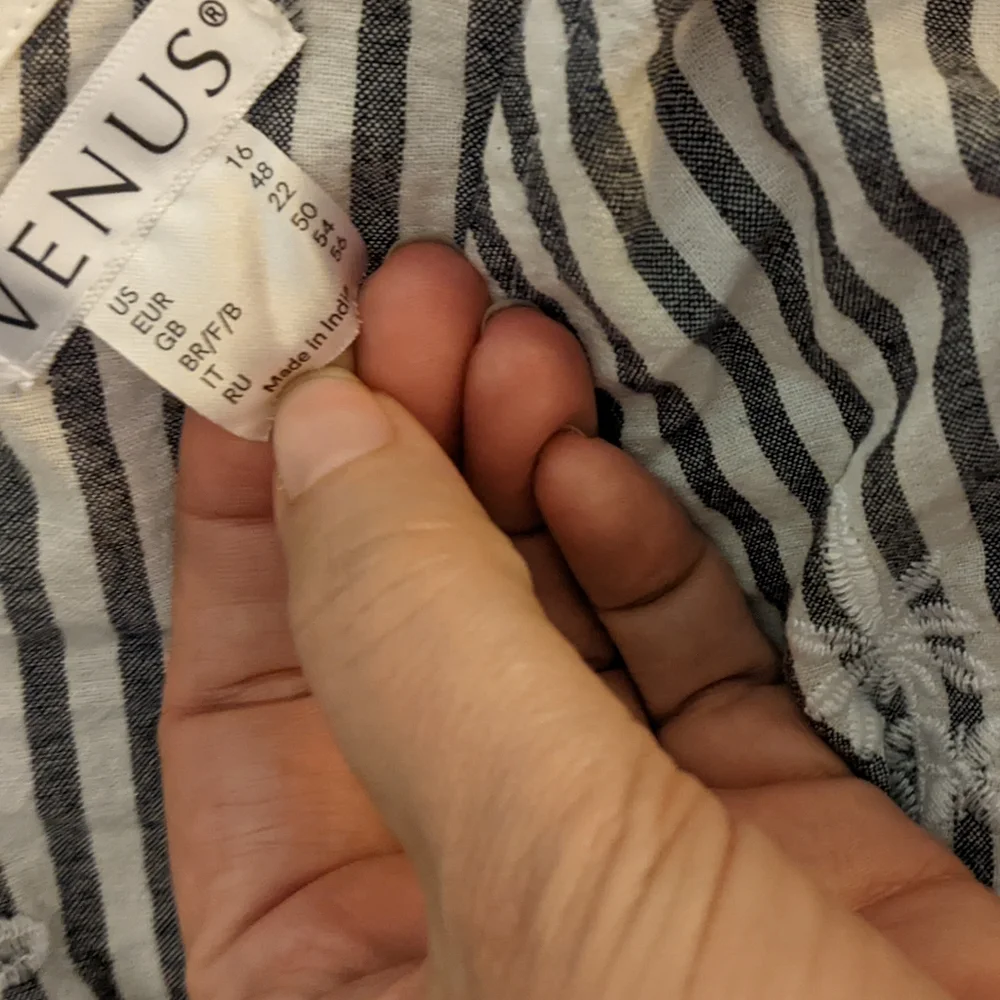 VENUS®
US 16
EUR 48
GB 22
BR/F/B 50
IT 54
RU 56
Made in India